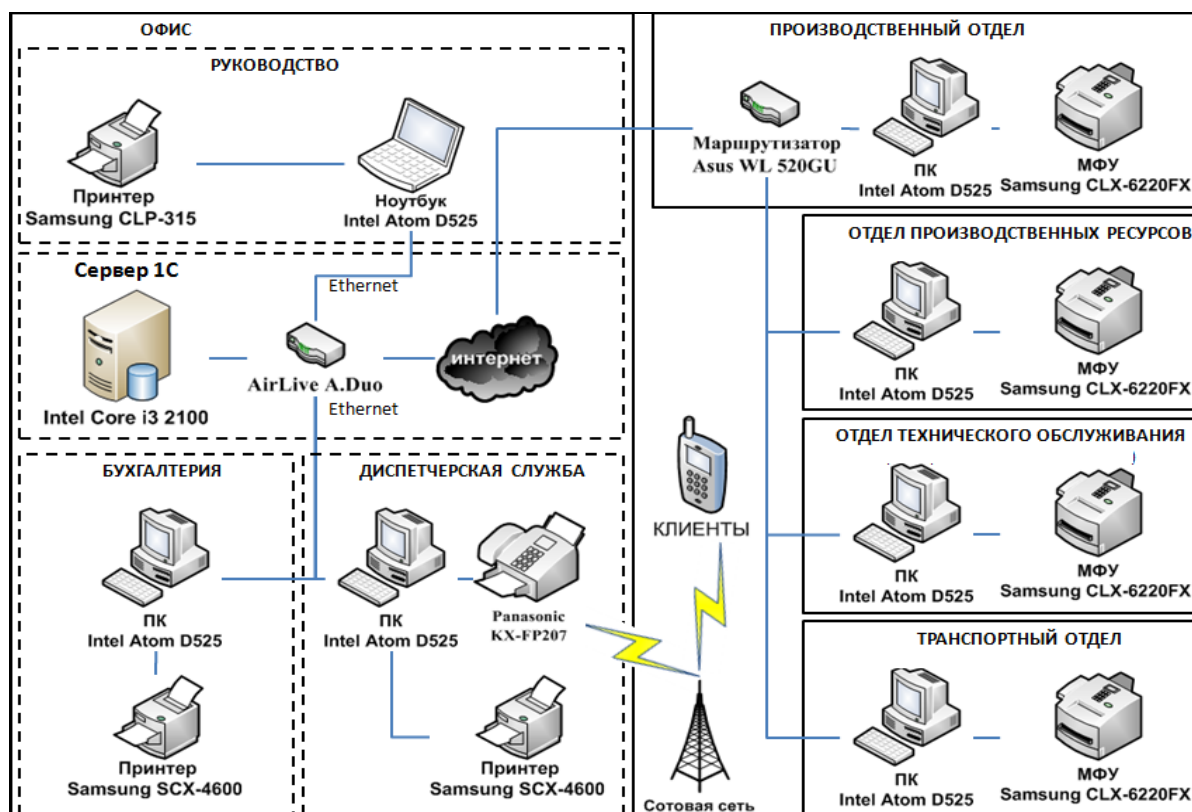 ОФИС
РУКОВОДСТВО
Принтер
Samsung CLP-315
Ноутбук
Intel Atom D525
Сервер 1С
Intel Core i3 2100
Ethernet
AirLive A.Duo
Ethernet
интернет
БУХГАЛТЕРИЯ
ПК
Intel Atom D525
Принтер
Samsung SCX-4600
ДИСПЕТЧЕРСКАЯ СЛУЖБА
ПК
Intel Atom D525
Panasonic
KX-FP207
Принтер
Samsung SCX-4600
КЛИЕНТЫ
Сотовая сеть
ПРОИЗВОДСТВЕННЫЙ ОТДЕЛ
Маршрутизатор
Asus WL 520GU
ПК
Intel Atom D525
МФУ
Samsung CLX-6220FX
ОТДЕЛ ПРОИЗВОДСТВЕННЫХ РЕСУРСОВ
ПК
Intel Atom D525
МФУ
Samsung CLX-6220FX
ОТДЕЛ ТЕХНИЧЕСКОГО ОБСЛУЖИВАНИЯ
ПК
Intel Atom D525
МФУ
Samsung CLX-6220FX
ТРАНСПОРТНЫЙ ОТДЕЛ
ПК
Intel Atom D525
МФУ
Samsung CLX-6220FX